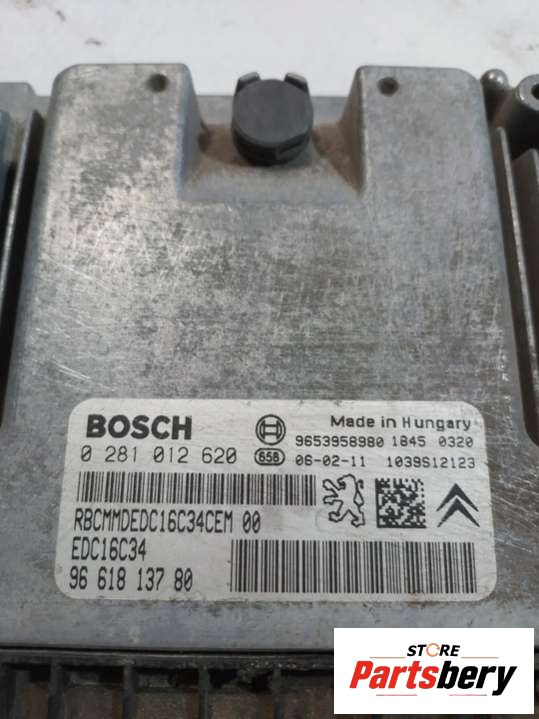 BOSCH
Made in Hungary
9653958980 1845 0320
0 281 012 620
656 06-02-11 1039S12123
RBCMMDEDC16C34CEM 00
EDC16C34
96 618 137 80
STORE
Partsbery